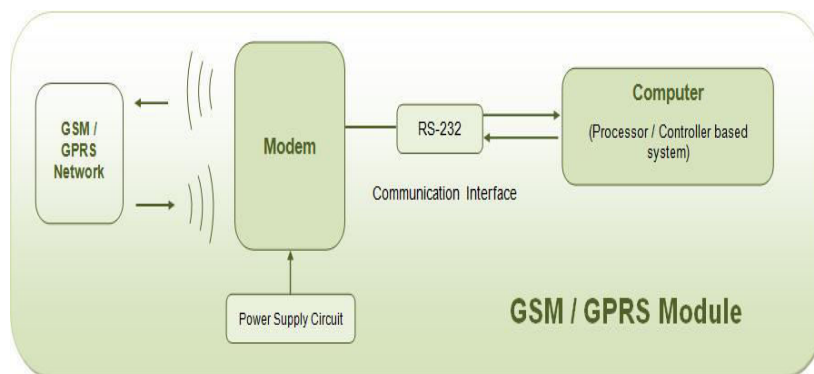 GSM /
GPRS
Network
Modem
RS-232
Communication Interface
Computer
(Processor / Controller based
system)
Power Supply Circuit
GSM / GPRS Module